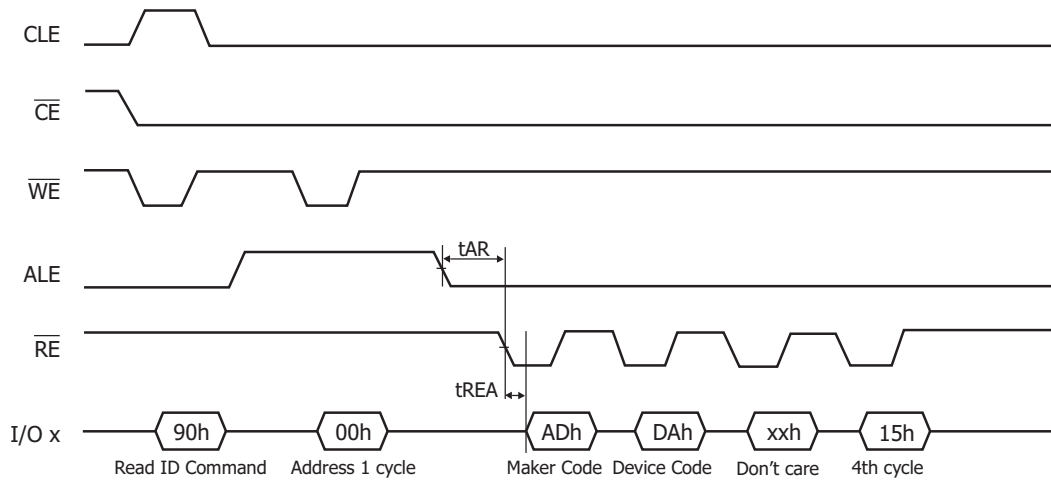 CLE
CE
WE
ALE
tAR
RE
tREA
I/O x
90h
00h
ADh
DAh
xxh
15h
Read ID Command
Address 1 cycle
Maker Code
Device Code
Don't care
4th cycle